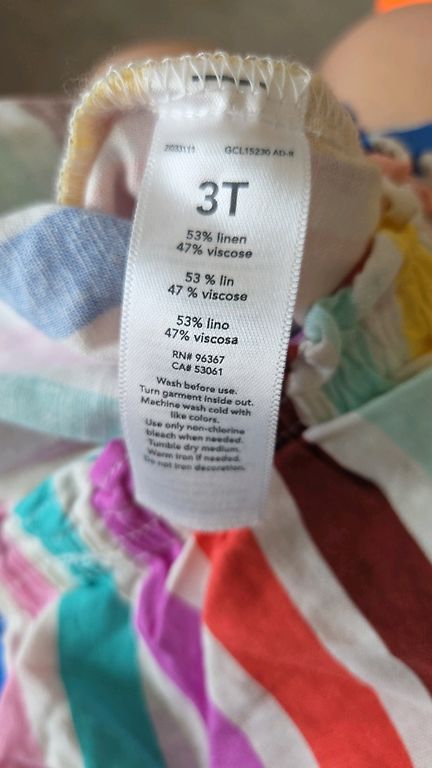 GCL15230 AD-R
3T
53% linen
47% viscose
53 % lin
47 % viscose
53% lino
47% viscosa
RN# 96367
CA# 53061
Wash before use.
Turn garment inside out.
Machine wash cold with
like colors.
Use only non-chlorine
bleach when needed.
Tumble dry medium.
Warm iron if needed.
Do not iron decoration.